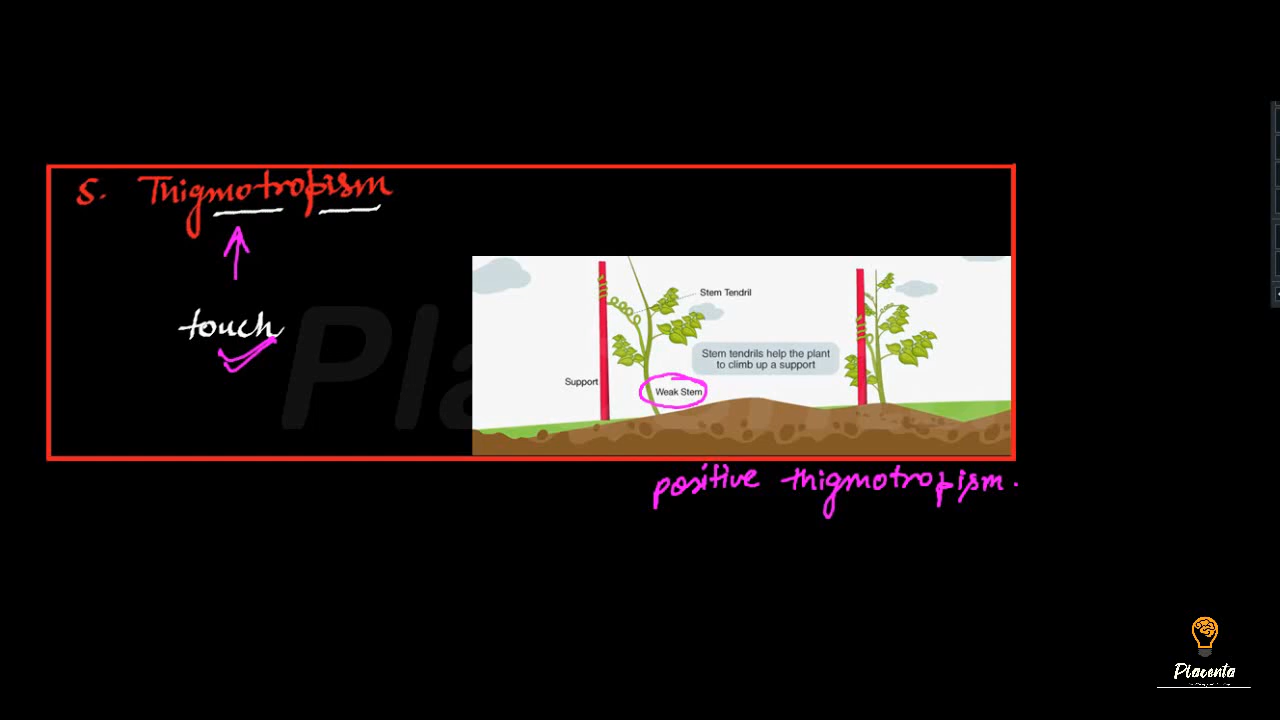 5. Thigmotropism
touch
Stem Tendril
Stem tendrils help the plant
to climb up a support
Support
Weak Stem
positive thigmotropism.
Placenta